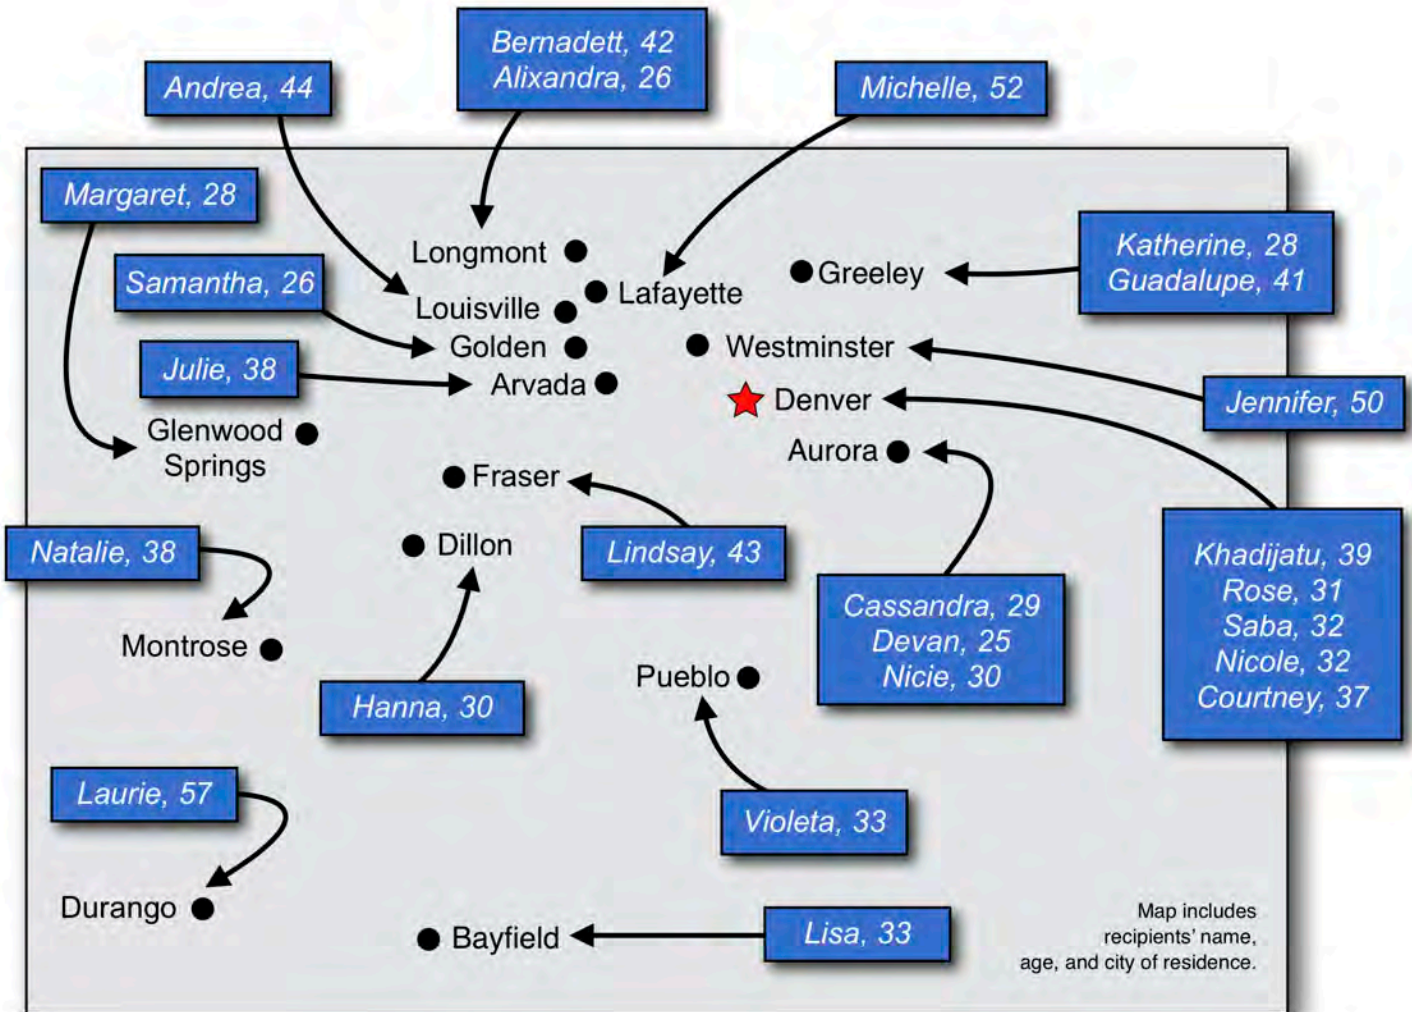 Bernadett, 42
Alixandra, 26
Andrea, 44
Michelle, 52
Margaret, 28
Katherine, 28
Guadalupe, 41
Longmont
Greeley
Samantha, 26
Lafayette
Louisville
Golden
Westminster
Julie, 38
Arvada
Denver
Jennifer, 50
Glenwood
Springs
Aurora
Fraser
Natalie, 38
Dillon
Lindsay, 43
Khadijatu, 39
Rose, 31
Saba, 32
Nicole, 32
Courtney, 37
Cassandra, 29
Devan, 25
Nicie, 30
Montrose
Pueblo
Hanna, 30
Laurie, 57
Violeta, 33
Durango
Bayfield
Lisa, 33
Map includes
recipients' name,
age, and city of residence.